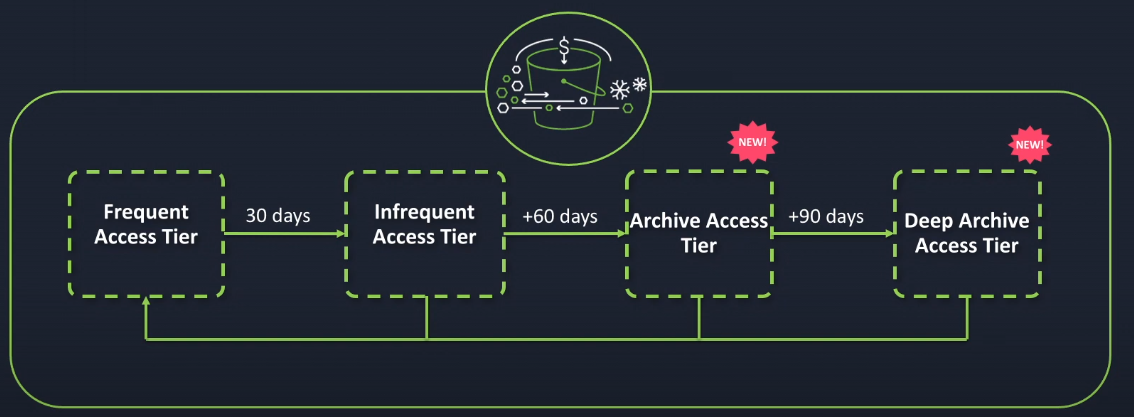 $
NEW!
NEW!
Frequent
Access Tier
30 days
Infrequent
Access Tier
+60 days
Archive Access
Tier
+90 days
Deep Archive
Access Tier